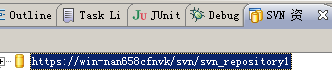 Outline Task Li JUnit Debug SVN 资
https://win-nan658cfnvk/svn/svn_repository1